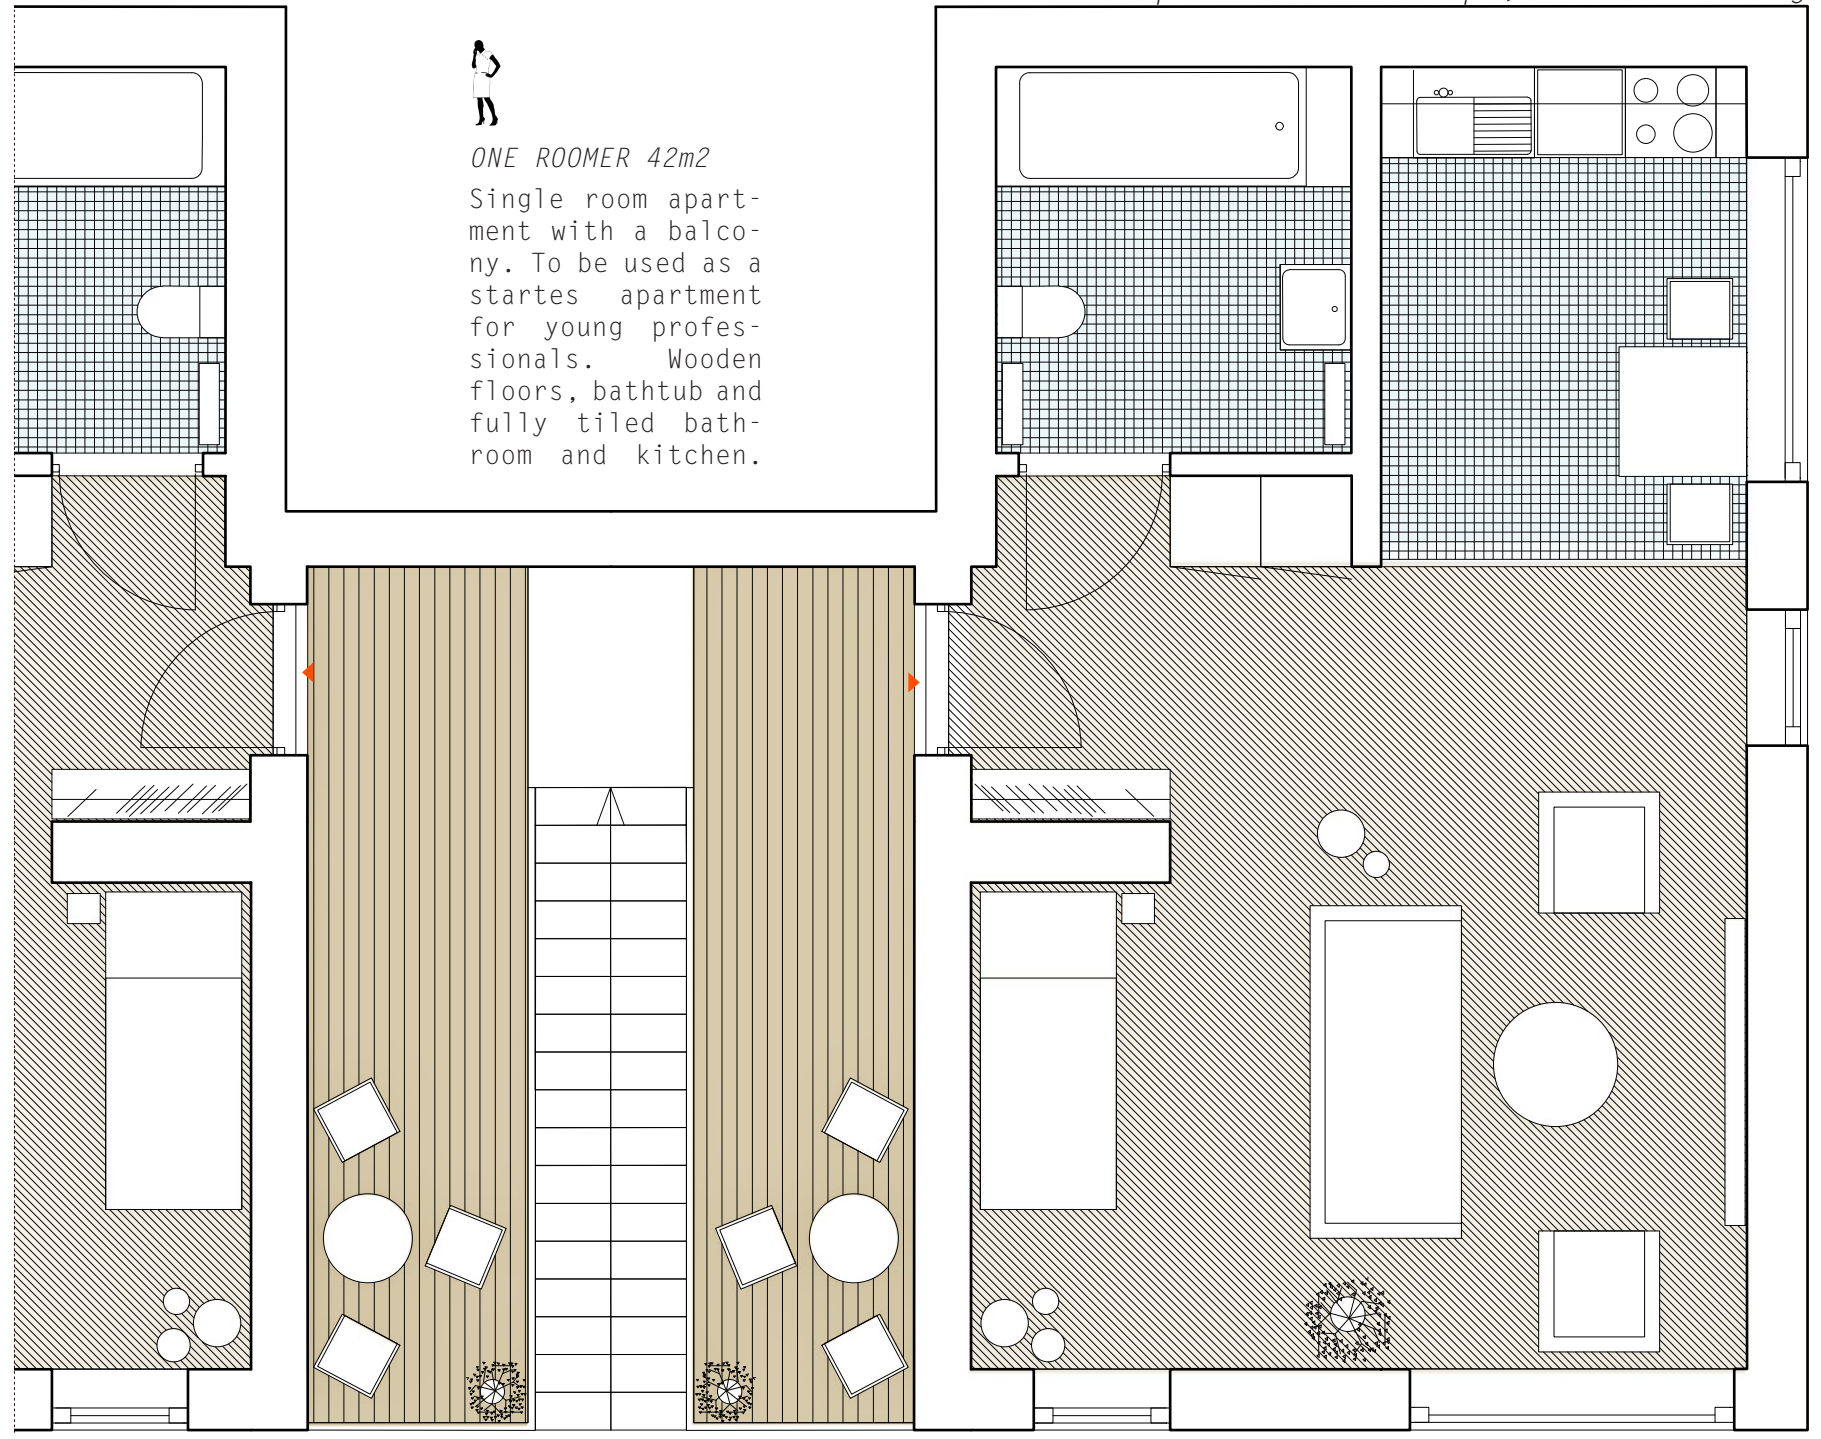 ONE ROOMER 42m2
Single room apart-
ment with a balco-
ny. To be used as a
startes apartment
for young profes-
sionals. Wooden
floors, bathtub and
fully tiled bath-
room and kitchen.